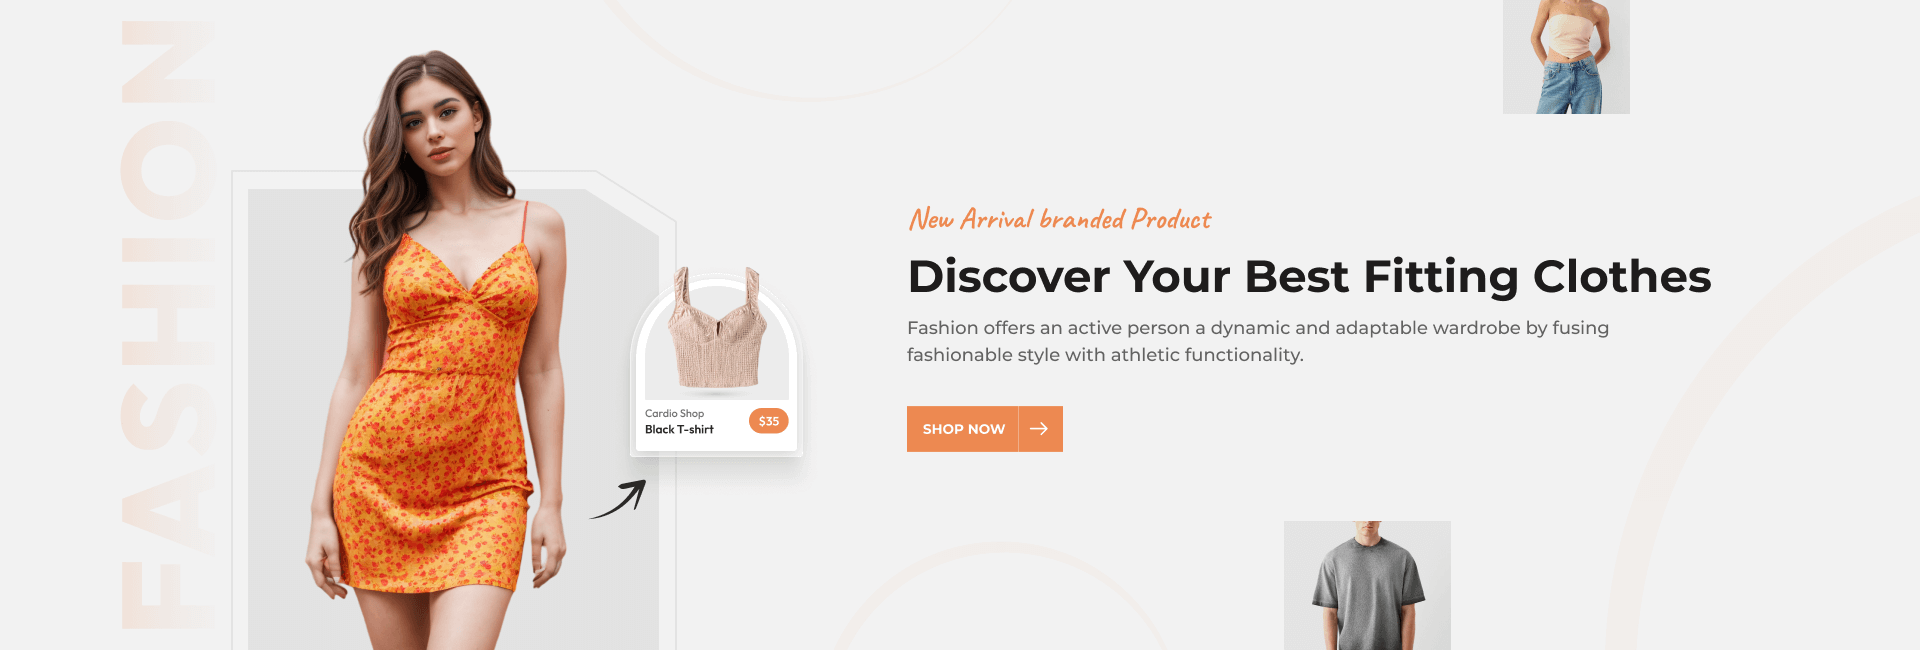 FASHION
New Arrival branded Product
Discover Your Best Fitting Clothes
Fashion offers an active person a dynamic and adaptable wardrobe by fusing
fashionable style with athletic functionality.
SHOP NOW
Cardio Shop
Black T-shirt
$35